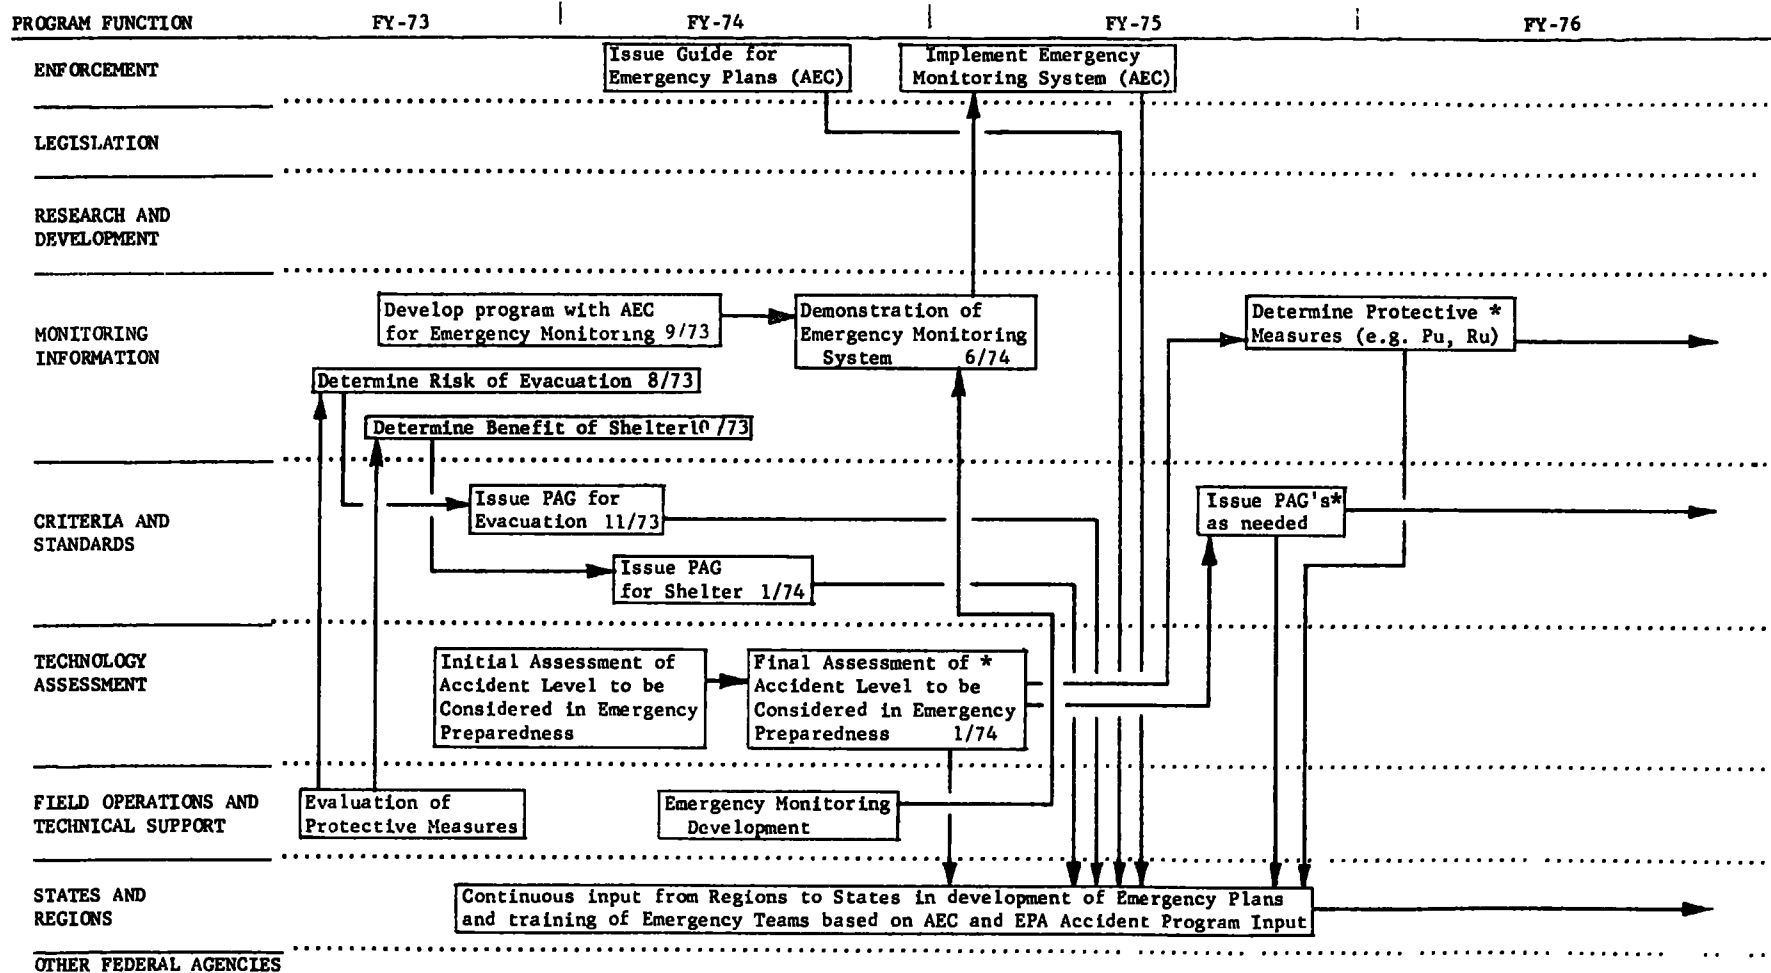 PROGRAM FUNCTION FY-73 FY-74 FY-75 FY-76
ENFORCEMENT
Issue Guide for
Emergency Plans (AEC)
Implement Emergency
Monitoring System (AEC)
LEGISLATION
RESEARCH AND
DEVELOPMENT
MONITORING
INFORMATION
Develop program with AEC
for Emergency Monitoring 9/73
Demonstration of
Emergency Monitoring
System 6/74
Determine Protective *
Measures (e.g. Pu, Ru)
Determine Risk of Evacuation 8/73
Determine Benefit of Shelter10/73
CRITERIA AND
STANDARDS
Issue PAG for
Evacuation 11/73
Issue PAG
for Shelter 1/74
Issue PAG's*
as needed
TECHNOLOGY
ASSESSMENT
Initial Assessment of
Accident Level to be
Considered in Emergency
Preparedness
Final Assessment of *
Accident Level to be
Considered in Emergency
Preparedness 1/74
FIELD OPERATIONS AND
TECHNICAL SUPPORT
Evaluation of
Protective Measures
Emergency Monitoring
Development
STATES AND
REGIONS
Continuous input from Regions to States in development of Emergency Plans
and training of Emergency Teams based on AEC and EPA Accident Program Input
OTHER FEDERAL AGENCIES